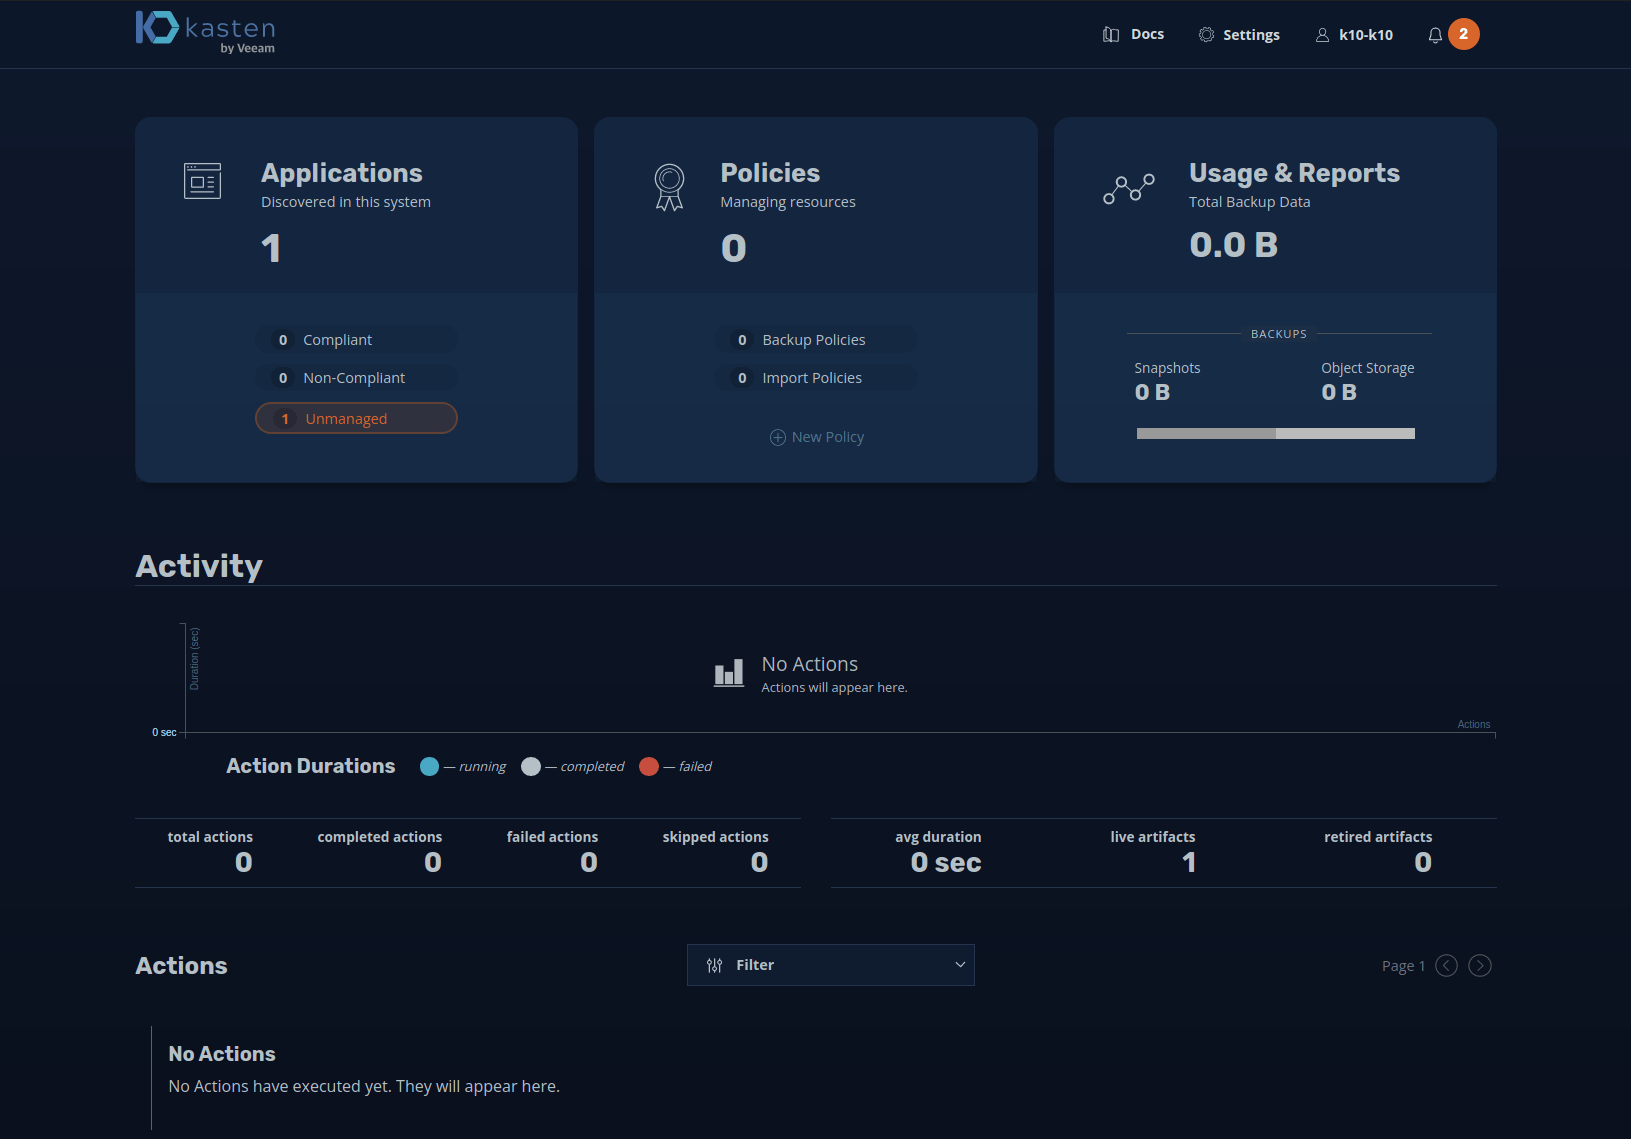 kasten
by Veeam
Docs
Settings
k10-k10
2
Applications
Discovered in this system
1
0 Compliant
0 Non-Compliant
1 Unmanaged
Policies
Managing resources
0
0 Backup Policies
0 Import Policies
New Policy
Usage & Reports
Total Backup Data
0.0 B
BACKUPS
Snapshots
0 B
Object Storage
0 B
Activity
Duration (sec)
No Actions
Actions will appear here.
0 sec
Actions
Action Durations — running — completed — failed
total actions
0
completed actions
0
failed actions
0
skipped actions
0
avg duration
0 sec
live artifacts
1
retired artifacts
0
Actions
Filter
Page 1
No Actions
No Actions have executed yet. They will appear here.